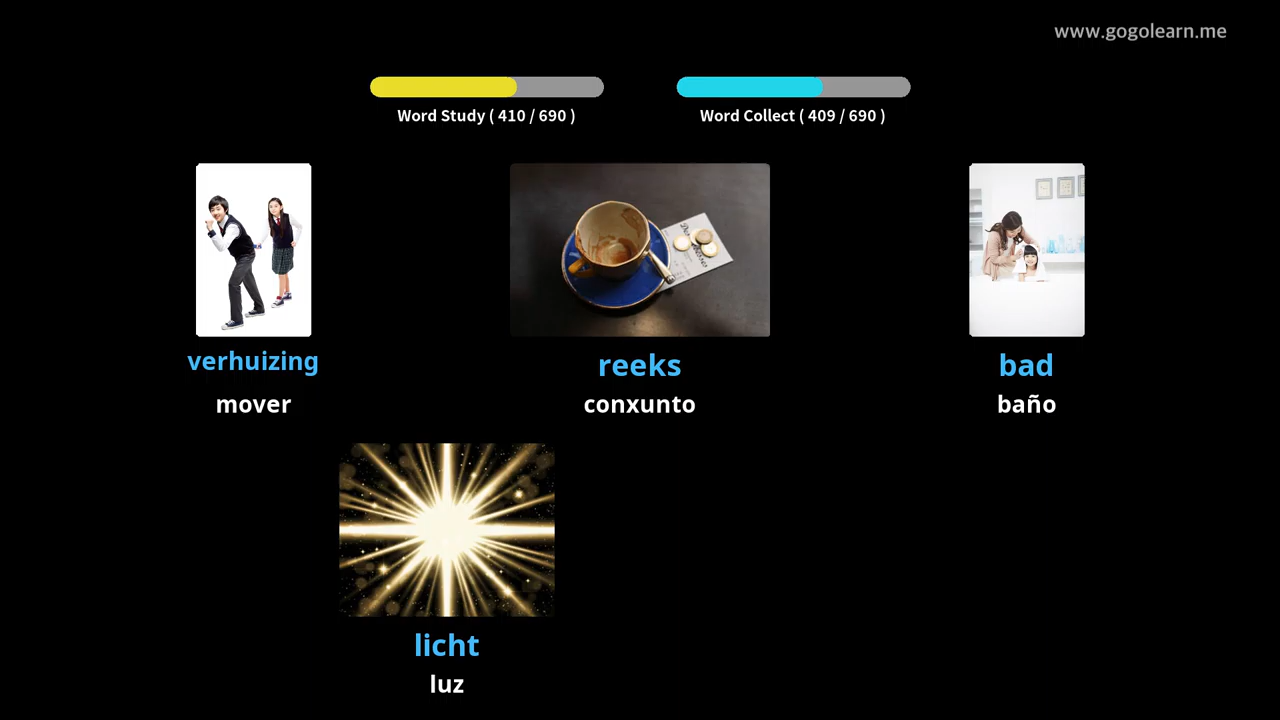 www.gogolearn.me
Word Study ( 410 / 690 )
Word Collect ( 409 / 690 )
verhuizing
mover
reeks
conxunto
bad
baño
licht
luz